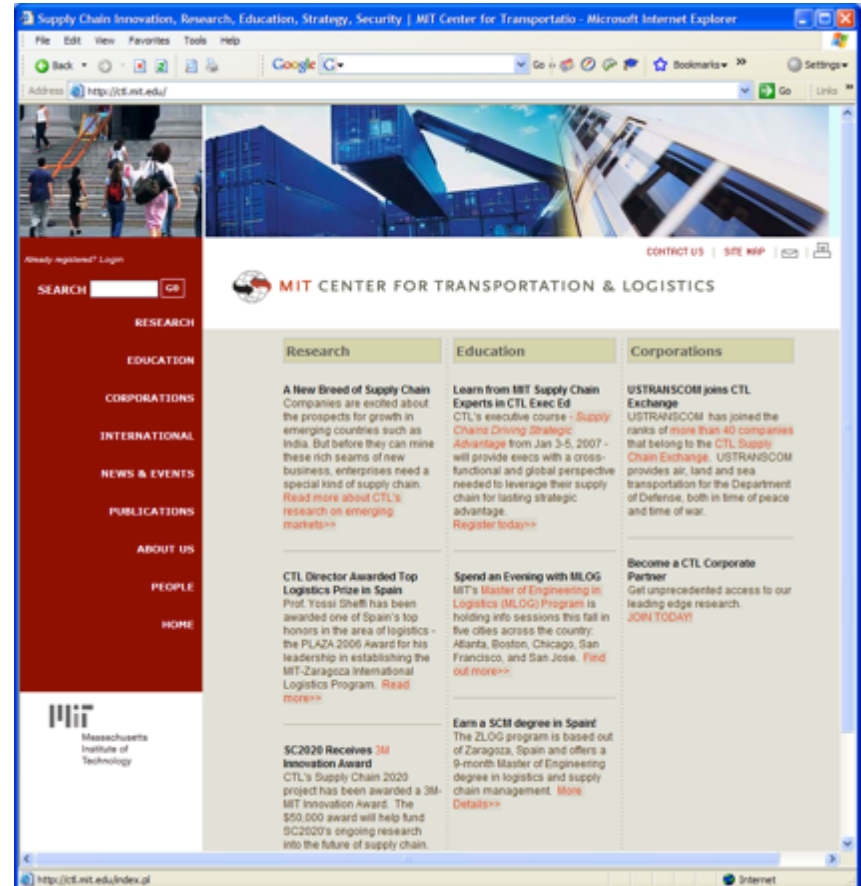 Supply Chain Innovation, Research, Education, Strategy, Security | MIT Center for Transportatio - Microsoft Internet Explorer
File Edit View Favorites Tools Help
Back Google G Go Bookmarks Settings
Address http://ctl.mit.edu/ Go Links
Already registered? Login
CONTACT US | SITE MAP
SEARCH GO
MIT CENTER FOR TRANSPORTATION & LOGISTICS
RESEARCH
EDUCATION
CORPORATIONS
INTERNATIONAL
NEWS & EVENTS
PUBLICATIONS
ABOUT US
PEOPLE
HOME
MIT
Massachusetts
Institute of
Technology
Research
A New Breed of Supply Chain
Companies are excited about
the prospects for growth in
emerging countries such as
India. But before they can mine
these rich seams of new
business, enterprises need a
special kind of supply chain.
Read more about CTL's
research on emerging
markets>>
CTL Director Awarded Top
Logistics Prize in Spain
Prof. Yossi Sheffi has been
awarded one of Spain's top
honors in the area of logistics -
the PLAZA 2006 Award for his
leadership in establishing the
MIT-Zaragoza International
Logistics Program. Read
more>>
SC2020 Receives 3M
Innovation Award
CTL's Supply Chain 2020
project has been awarded a 3M-
MIT Innovation Award. The
$50,000 award will help fund
SC2020's ongoing research
into the future of supply chain.
Education
Learn from MIT Supply Chain
Experts in CTL Exec Ed
CTL's executive course - Supply
Chains Driving Strategic
Advantage from Jan 3-5, 2007 -
will provide execs with a cross-
functional and global perspective
needed to leverage their supply
chain for lasting strategic
advantage.
Register today>>
Spend an Evening with MLOG
MIT's Master of Engineering in
Logistics (MLOG) Program is
holding info sessions this fall in
five cities across the country:
Atlanta, Boston, Chicago, San
Francisco, and San Jose. Find
out more>>
Earn a SCM degree in Spain!
The ZLOG program is based out
of Zaragoza, Spain and offers a
9-month Master of Engineering
degree in logistics and supply
chain management. More
Details>>
Corporations
USTRANSCOM joins CTL
Exchange
USTRANSCOM has joined the
ranks of more than 40 companies
that belong to the CTL Supply
Chain Exchange. USTRANSCOM
provides air, land and sea
transportation for the Department
of Defense, both in time of peace
and time of war.
Become a CTL Corporate
Partner
Get unprecedented access to our
leading edge research.
JOIN TODAY!
http://ctl.mit.edu/index.pl Internet